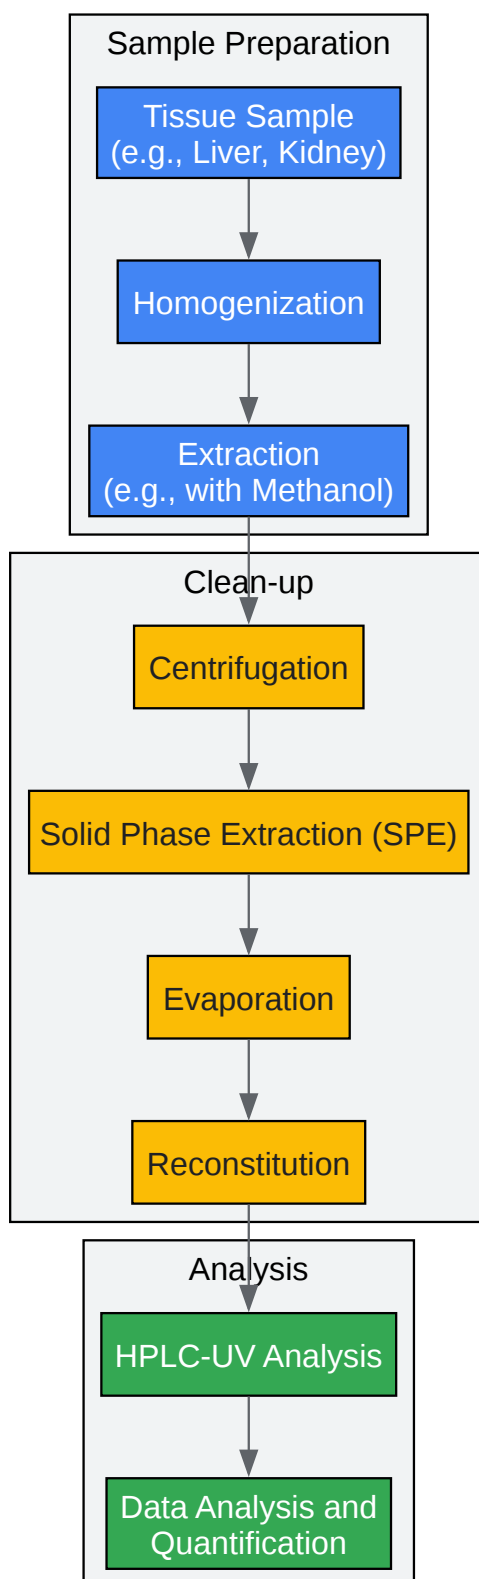 Sample Preparation
Tissue Sample
(e.g., Liver, Kidney)
Homogenization
Extraction
(e.g., with Methanol)
Clean-up
Centrifugation
Solid Phase Extraction (SPE)
Evaporation
Reconstitution
Analysis
HPLC-UV Analysis
Data Analysis and
Quantification